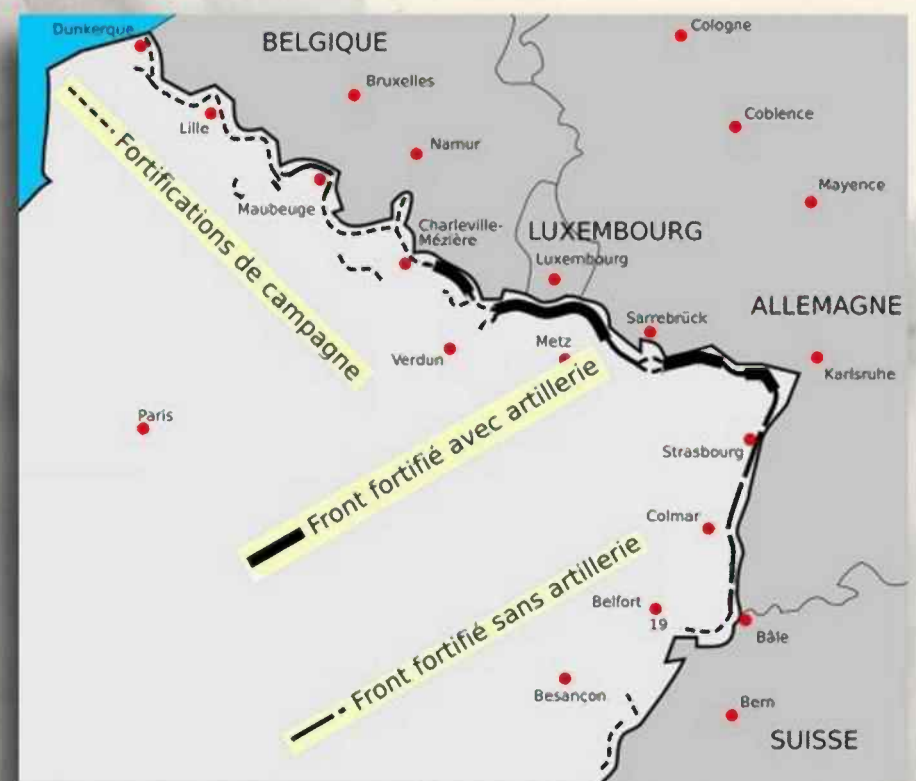 Dunkerque
BELGIQUE
Cologne
Bruxelles
Lille
Coblence
Namur
Mayence
Maubeuge
Charleville-
Mézière
LUXEMBOURG
Luxembourg
Fortifications de campagne
ALLEMAGNE
Sarrebrück
Metz
Verdun
Karlsruhe
Paris
Strasbourg
Front fortifié avec artillerie
Colmar
Belfort
19
Bâle
Front fortifié sans artillerie
Besançon
Bern
SUISSE